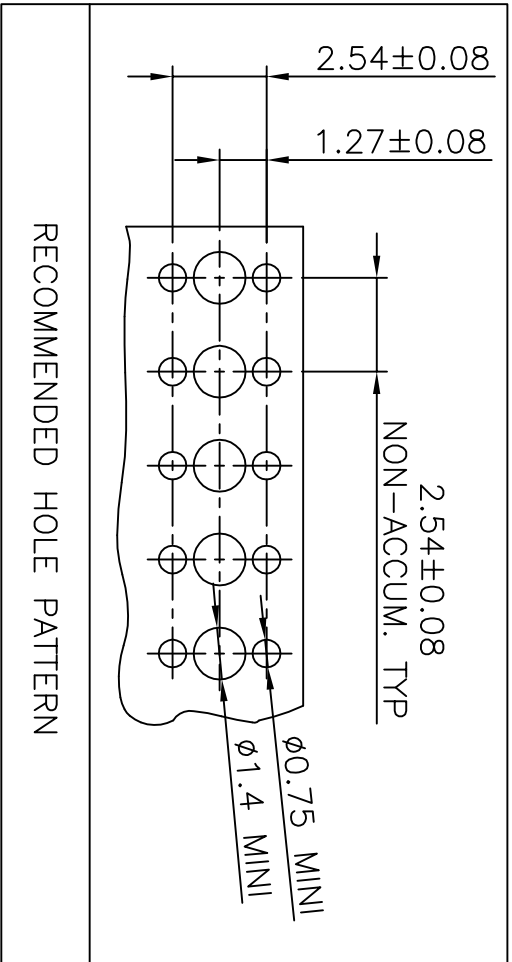 2.54±0.08
1.27±0.08
2.54±0.08
NON-ACCUM. TYP
ø0.75 MINI
ø1.4 MINI
RECOMMENDED HOLE PATTERN